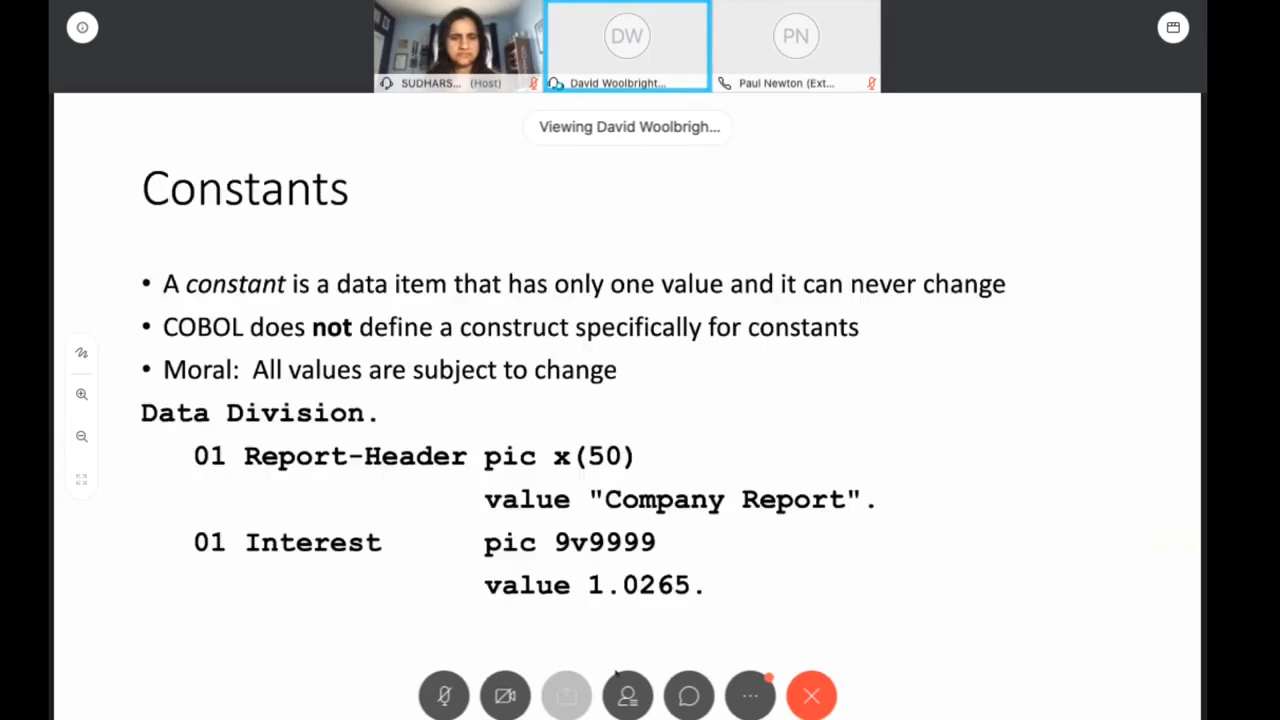 DW
PN
SUDHARS... (Host)
David Woolbright...
Paul Newton (Ext...
Viewing David Woolbrigh...
Constants
• A constant is a data item that has only one value and it can never change
• COBOL does not define a construct specifically for constants
• Moral: All values are subject to change
Data Division.
01 Report-Header pic x(50)
value "Company Report".
01 Interest pic 9v9999
value 1.0265.